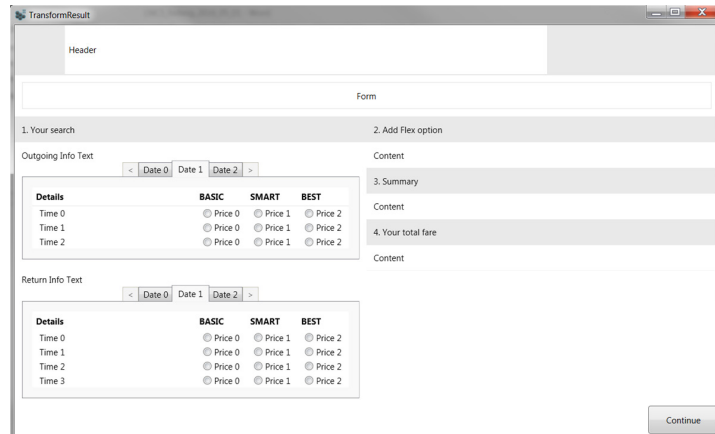 TransformResult
Header
Form
1. Your search
Outgoing Info Text
< Date 0 Date 1 Date 2 >
Details BASIC SMART BEST
Time 0 Price 0 Price 1 Price 2
Time 1 Price 0 Price 1 Price 2
Time 2 Price 0 Price 1 Price 2
Return Info Text
< Date 0 Date 1 Date 2 >
Details BASIC SMART BEST
Time 0 Price 0 Price 1 Price 2
Time 1 Price 0 Price 1 Price 2
Time 2 Price 0 Price 1 Price 2
Time 3 Price 0 Price 1 Price 2
2. Add Flex option
Content
3. Summary
Content
4. Your total fare
Content
Continue